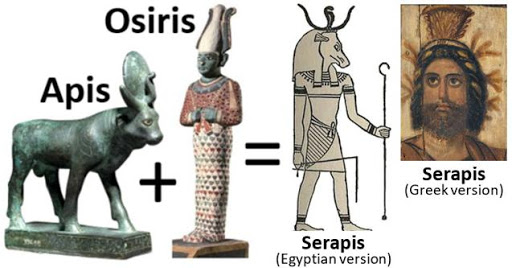 Osiris
Apis
+
=
Serapis
(Egyptian version)
Serapis
(Greek version)